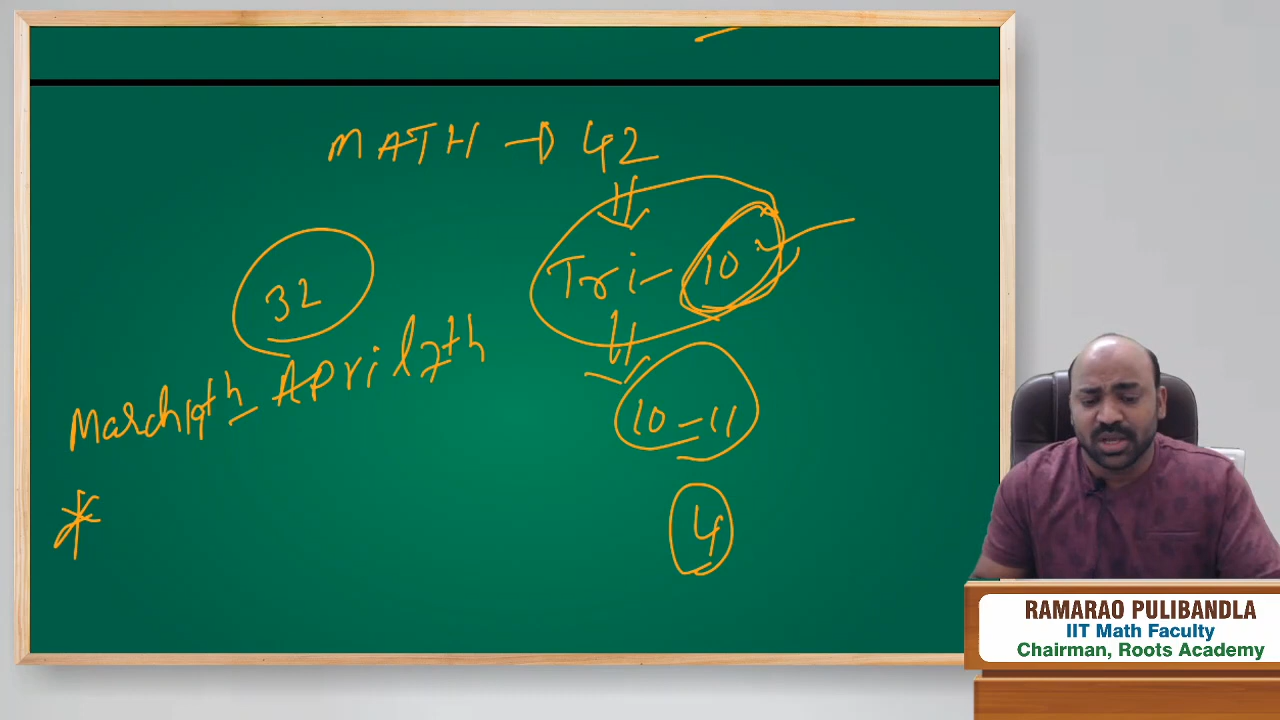 MATH → 42
Tri - 10
32
March 19th - April 7th
10 - 11
*
4
RAMARAO PULIBANDLA
IIT Math Faculty
Chairman, Roots Academy